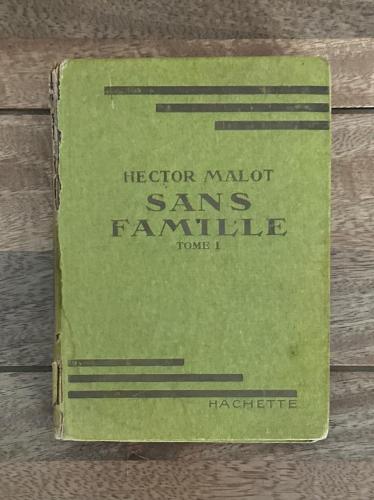 HECTOR MALOT
SANS
FAMILLE
TOME I
HACHETTE